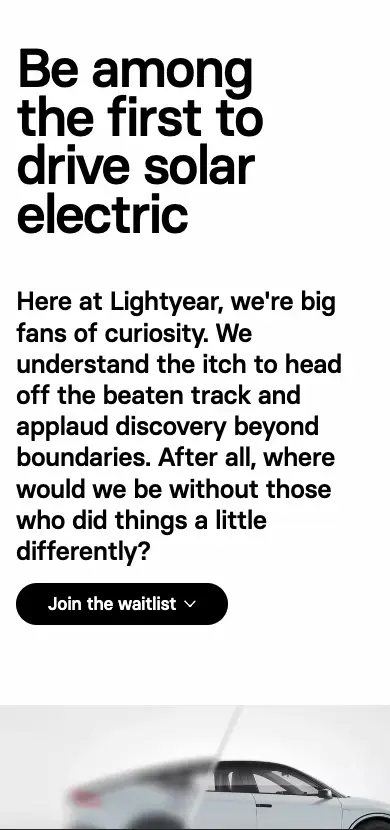 Be among
the first to
drive solar
electric
Here at Lightyear, we're big
fans of curiosity. We
understand the itch to head
off the beaten track and
applaud discovery beyond
boundaries. After all, where
would we be without those
who did things a little
differently?
Join the waitlist